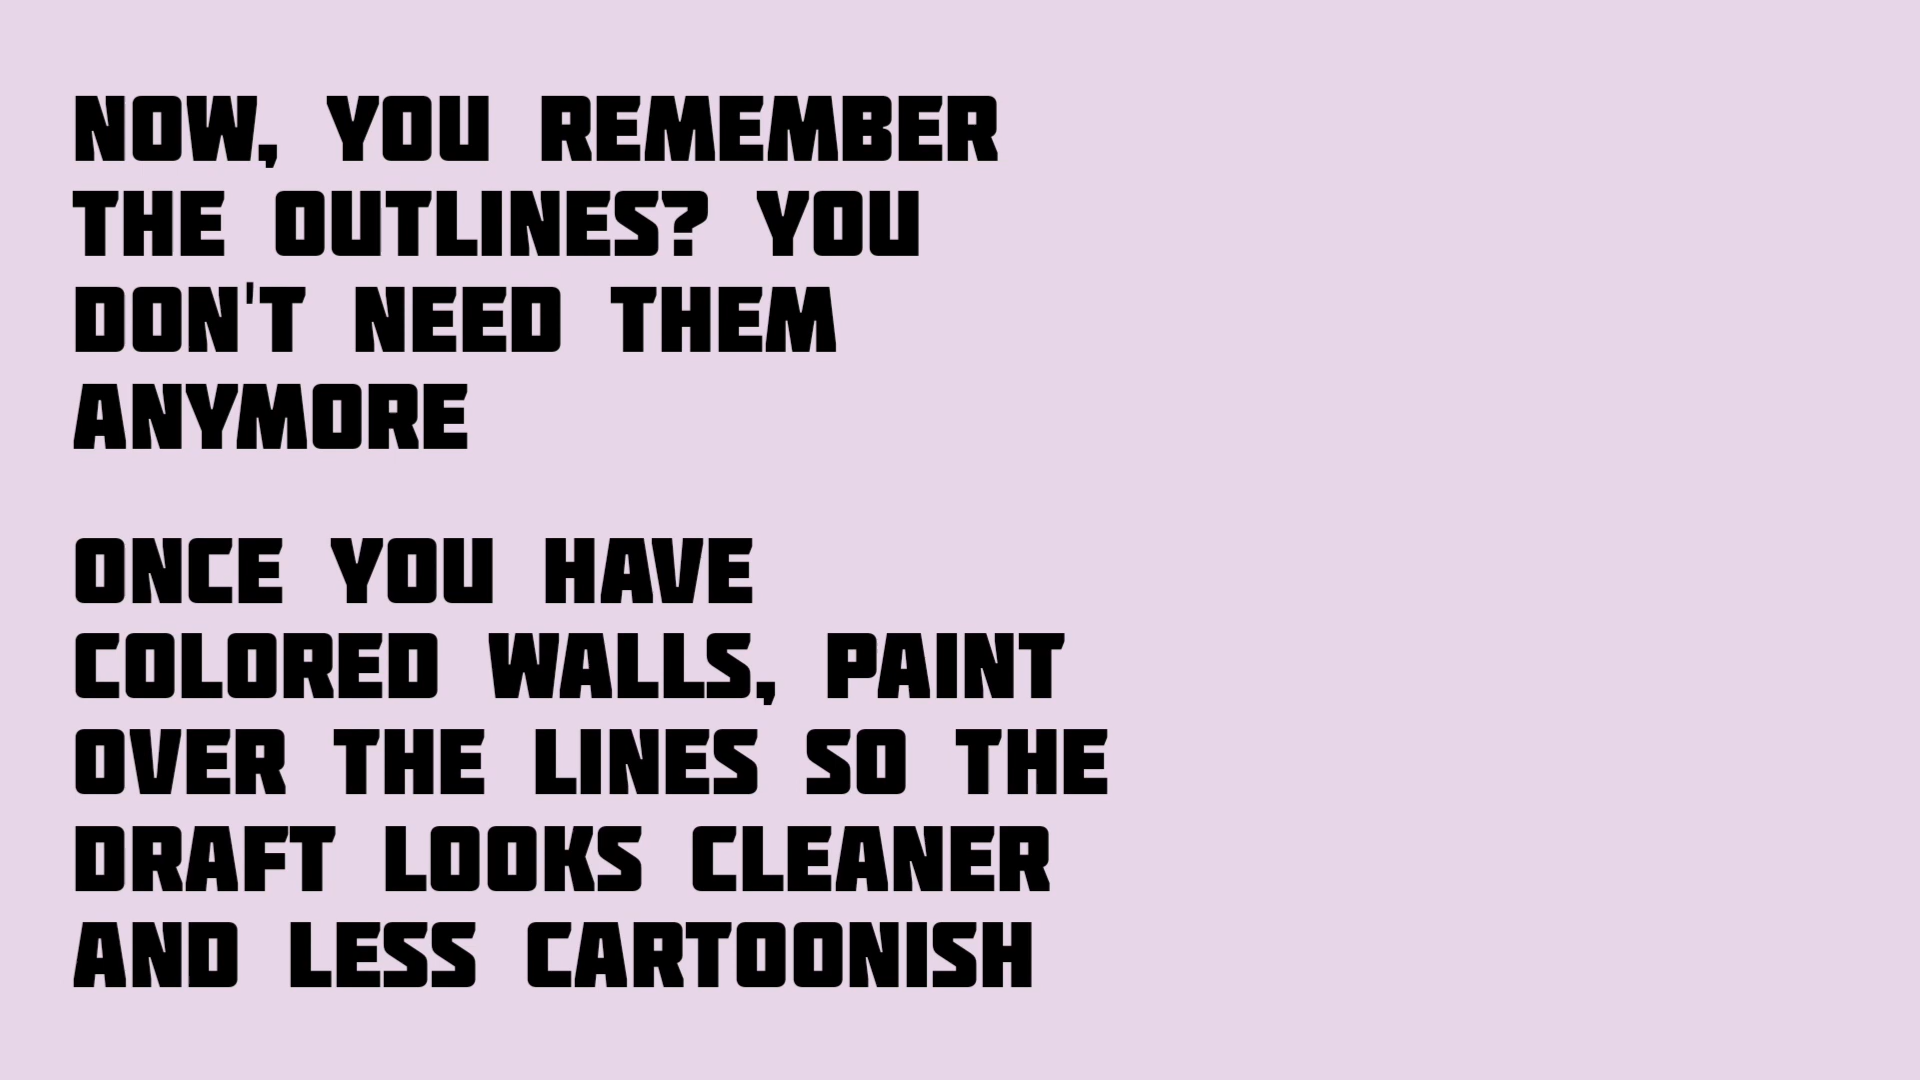 NOW, YOU REMEMBER
THE OUTLINES? YOU
DON'T NEED THEM
ANYMORE
ONCE YOU HAVE
COLORED WALLS, PAINT
OVER THE LINES SO THE
DRAFT LOOKS CLEANER
AND LESS CARTOONISH